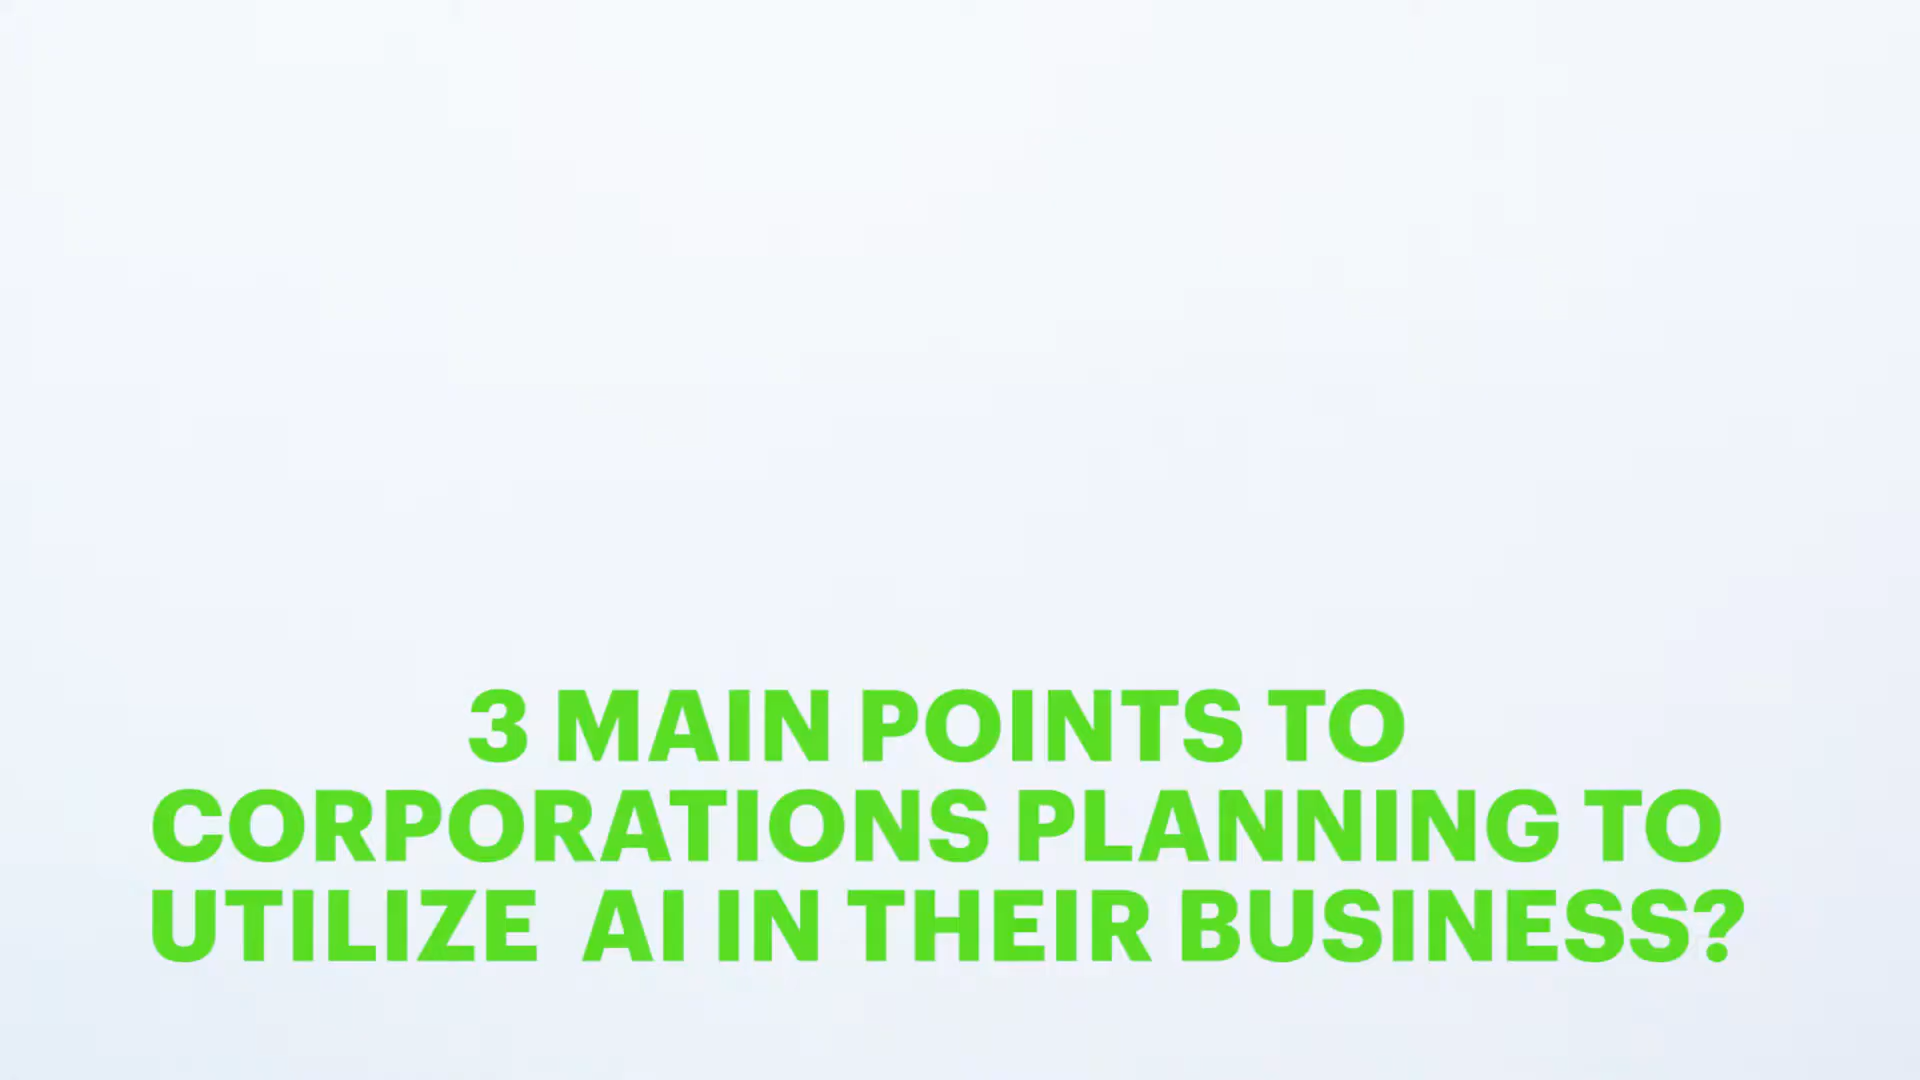 3 MAIN POINTS TO
CORPORATIONS PLANNING TO
UTILIZE  AI IN THEIR BUSINESS?